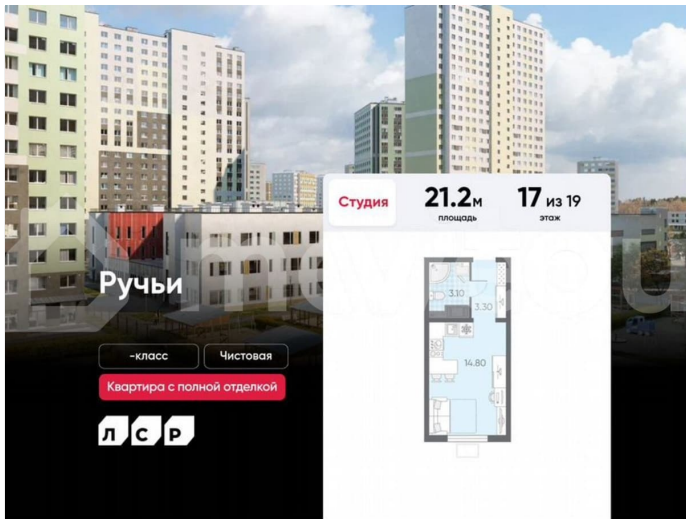 Студия
21.2м
площадь
17 из 19
этаж
Ручьи
3.10
3.30
14.80
-класс
Чистовая
Квартира с полной отделкой
ЛСР